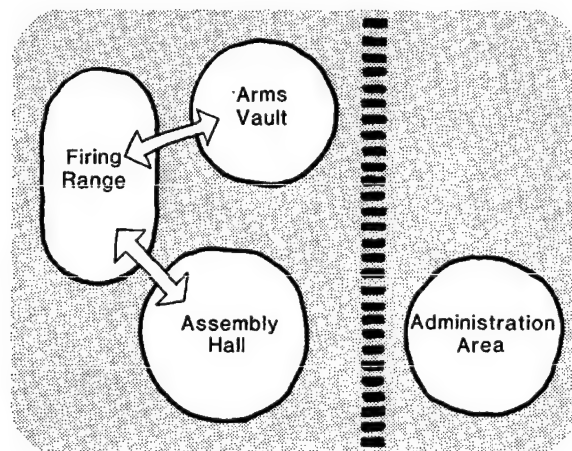 Arms
Vault
Firing
Range
Assembly
Hall
Administration
Area